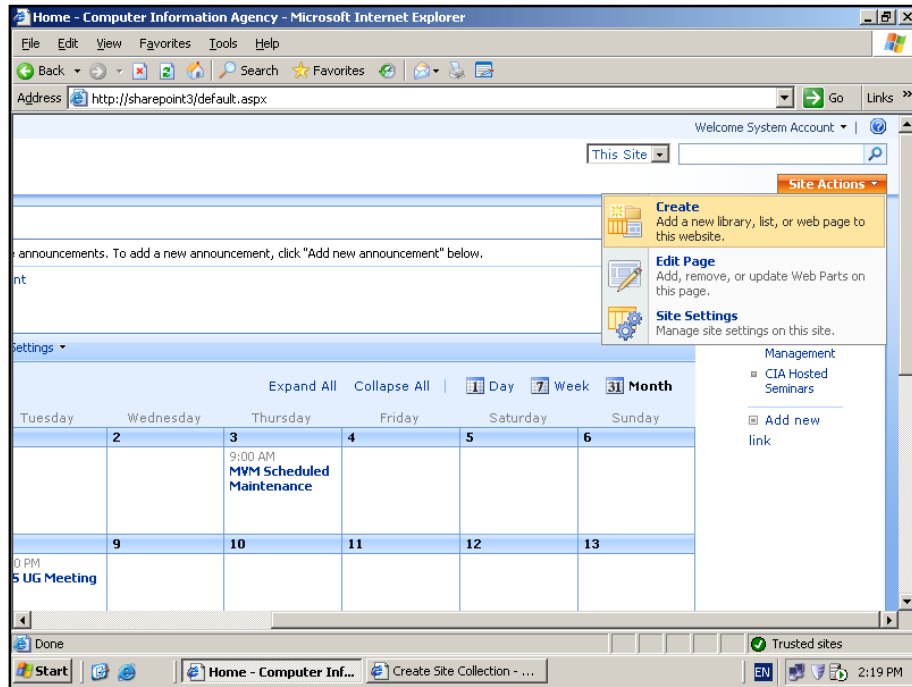 Home - Computer Information Agency - Microsoft Internet Explorer
File Edit View Favorites Tools Help
Back Search Favorites
Address http://sharepoint3/default.aspx Go Links »
Welcome System Account
This Site
Site Actions
Create
Add a new library, list, or web page to
this website.
announcements. To add a new announcement, click "Add new announcement" below.
Edit Page
Add, remove, or update Web Parts on
this page.
nt
Site Settings
Manage site settings on this site.
Settings
Management
CIA Hosted
Seminars
Add new
link
Expand All Collapse All | 1 Day 7 Week 31 Month
Tuesday Wednesday Thursday Friday Saturday Sunday
2 3 4 5 6
9:00 AM
MVM Scheduled
Maintenance
9 10 11 12 13
0 PM
S UG Meeting
Done Trusted sites
Start Home - Computer Inf... Create Site Collection - ... EN 2:19 PM